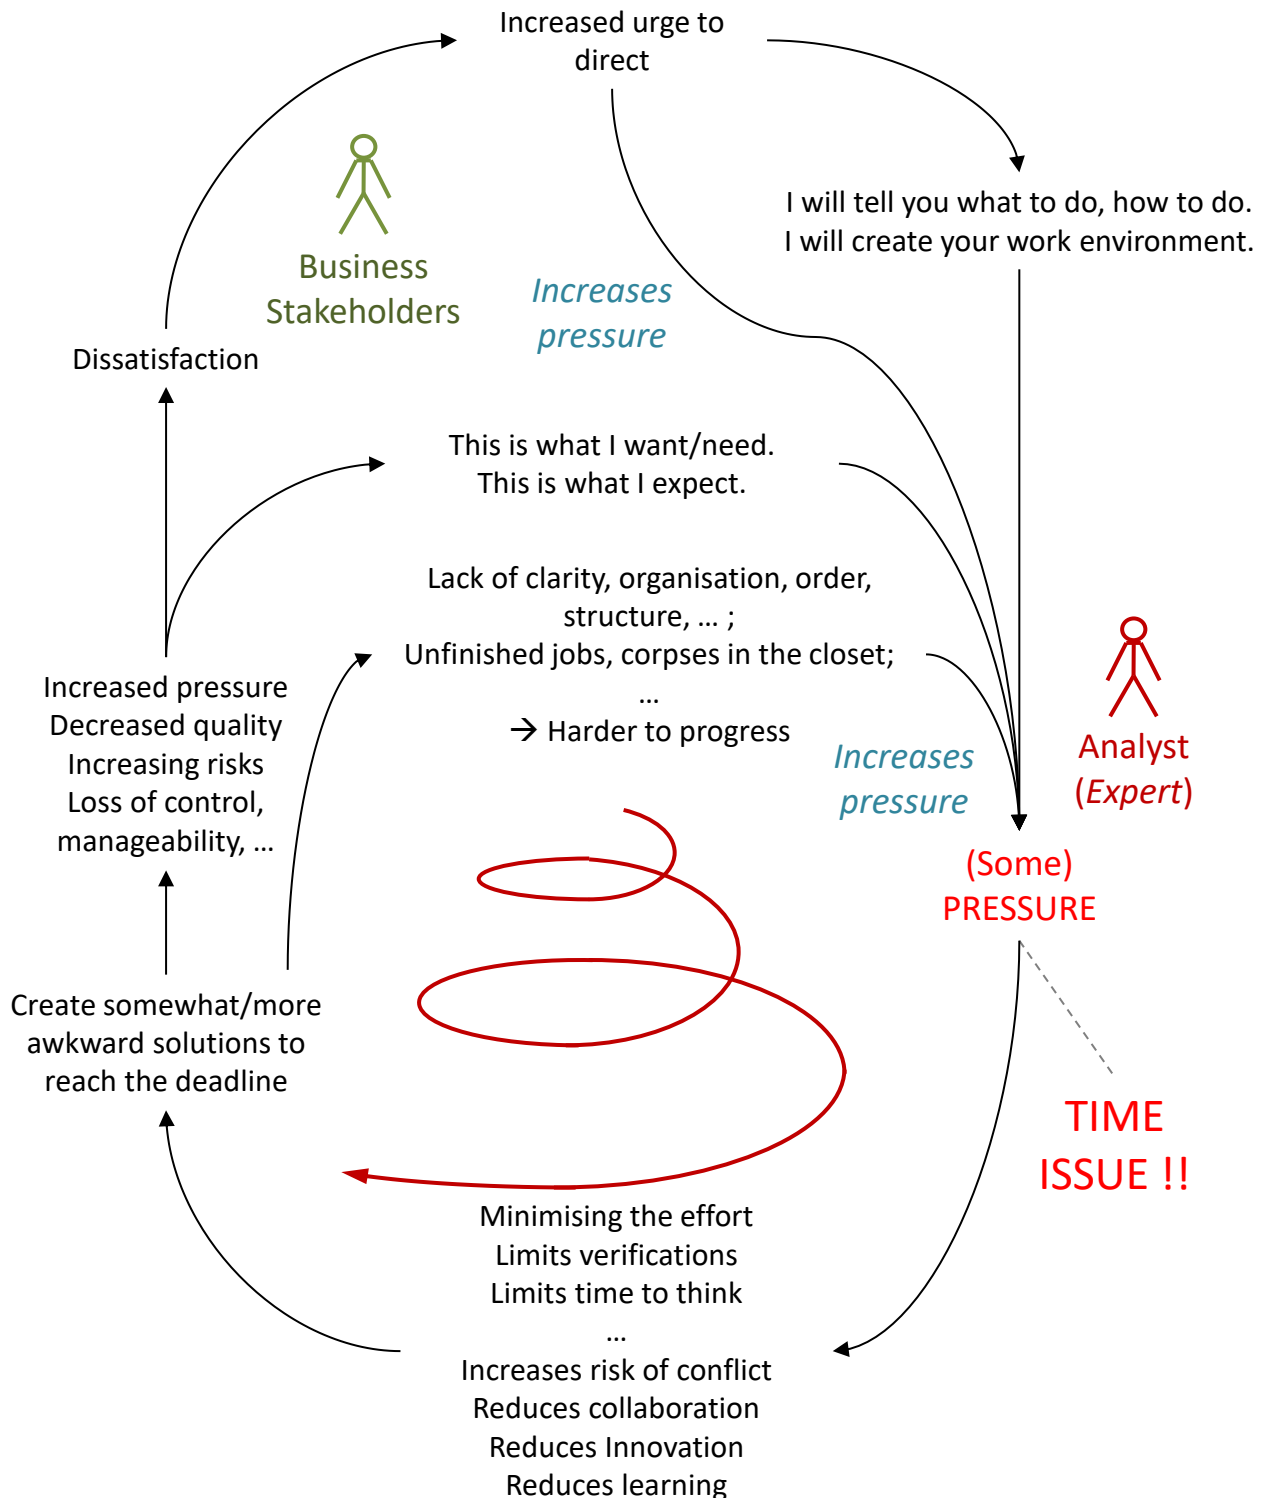 Increased urge to
direct
I will tell you what to do, how to do.
I will create your work environment.
Business
Stakeholders
Increases
pressure
Dissatisfaction
This is what I want/need.
This is what I expect.
Lack of clarity, organisation, order,
structure, … ;
Unfinished jobs, corpses in the closet;
…
→ Harder to progress
Increased pressure
Decreased quality
Increasing risks
Loss of control,
manageability, …
Analyst
(Expert)
Increases
pressure
(Some)
PRESSURE
Create somewhat/more
awkward solutions to
reach the deadline
TIME
ISSUE !!
Minimising the effort
Limits verifications
Limits time to think
…
Increases risk of conflict
Reduces collaboration
Reduces Innovation
Reduces learning